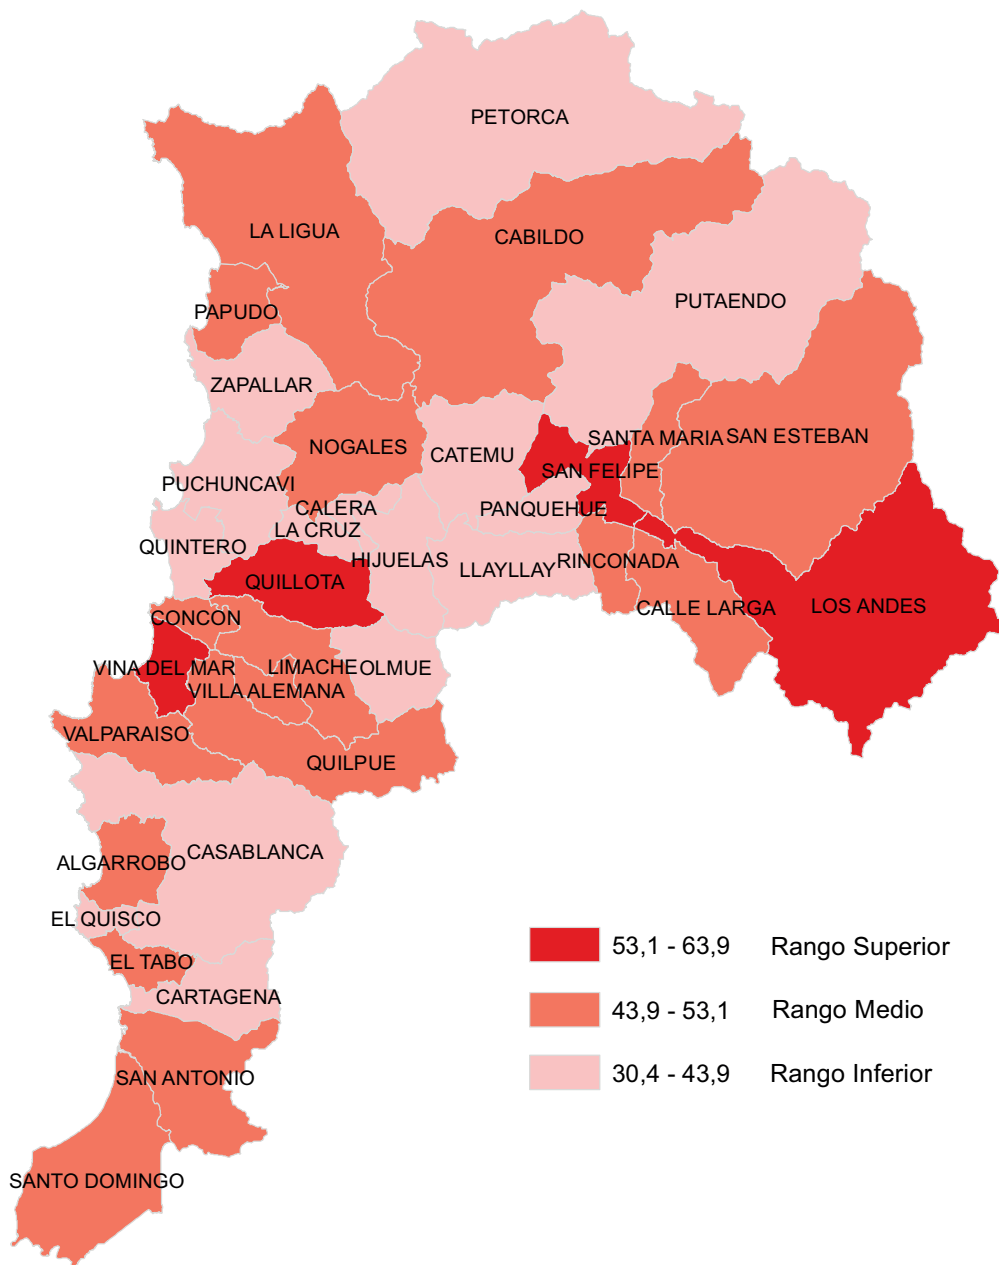 PETORCA
LA LIGUA
CABILDO
PUTAENDO
PAPUDO
ZAPALLAR
NOGALES
CATEMU
SANTA MARIA
SAN ESTEBAN
SAN FELIPE
PUCHUNCAVI
CALERA
PANQUEHUE
LA CRUZ
QUINTERO
HIJUELAS
LLAYLLAY
RINCONADA
QUILLOTA
CALLE LARGA
LOS ANDES
CONCON
VINA DEL MAR
LIMACHE
OLMUE
VILLA ALEMANA
VALPARAISO
QUILPUE
CASABLANCA
ALGARROBO
EL QUISCO
EL TABO
CARTAGENA
SAN ANTONIO
SANTO DOMINGO
53,1 - 63,9 Rango Superior
43,9 - 53,1 Rango Medio
30,4 - 43,9 Rango Inferior